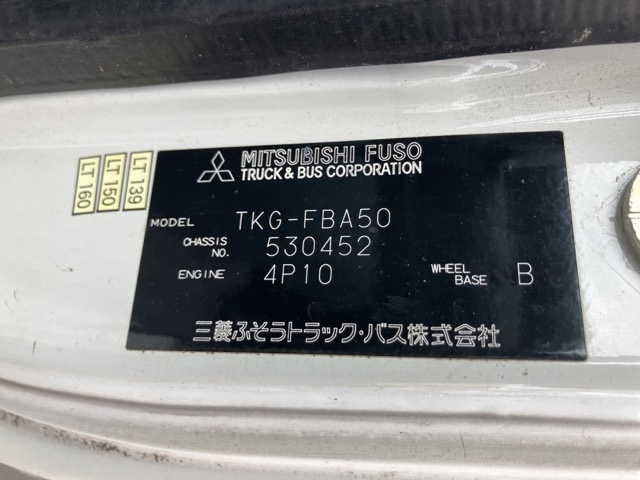 MITSUBISHI FUSO
TRUCK & BUS CORPORATION
LT 139
LT 150
LT 160
MODEL TKG-FBA50
CHASSIS NO. 530452
ENGINE 4P10 WHEEL BASE B
三菱ふそうトラック・バス株式会社